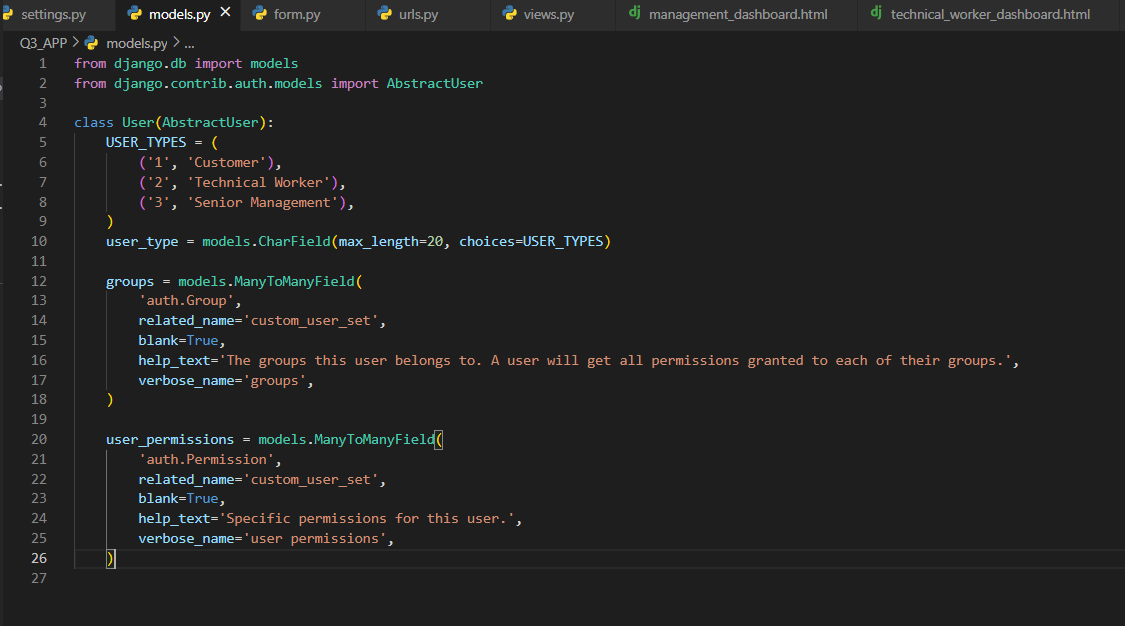 settings.py models.py form.py urls.py views.py management_dashboard.html technical_worker_dashboard.html
Q3_APP > models.py > ...
1 from django.db import models
2 from django.contrib.auth.models import AbstractUser
3
4 class User(AbstractUser):
5     USER_TYPES = (
6         ('1', 'Customer'),
7         ('2', 'Technical Worker'),
8         ('3', 'Senior Management'),
9     )
10     user_type = models.CharField(max_length=20, choices=USER_TYPES)
11
12     groups = models.ManyToManyField(
13         'auth.Group',
14         related_name='custom_user_set',
15         blank=True,
16         help_text='The groups this user belongs to. A user will get all permissions granted to each of their groups.',
17         verbose_name='groups',
18     )
19
20     user_permissions = models.ManyToManyField(
21         'auth.Permission',
22         related_name='custom_user_set',
23         blank=True,
24         help_text='Specific permissions for this user.',
25         verbose_name='user permissions',
26     )
27